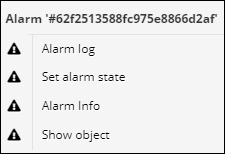 Alarm '#62f2513588fc975e8866d2af'
Alarm log
Set alarm state
Alarm Info
Show object